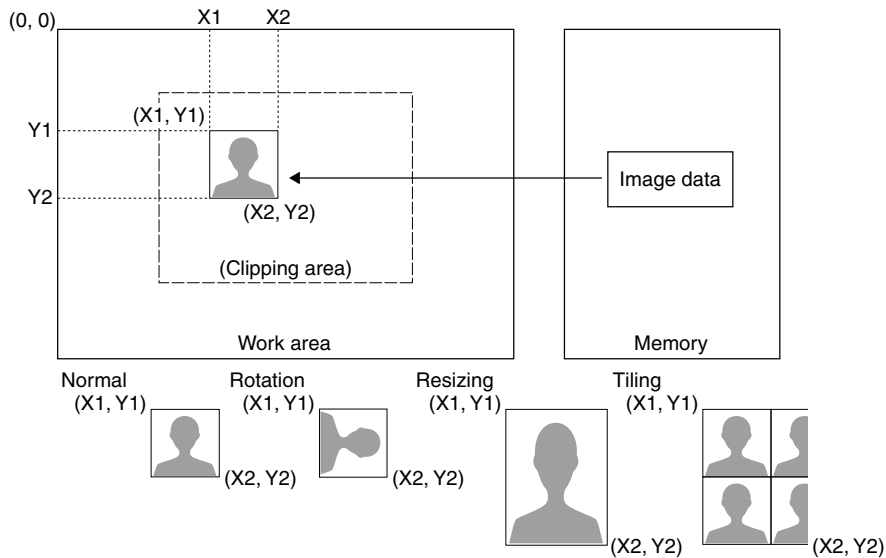 (0, 0)
X1 X2
(X1, Y1)
Y1
Image data
Y2
(X2, Y2)
(Clipping area)
Work area
Memory
Normal Rotation Resizing Tiling
(X1, Y1) (X1, Y1) (X1, Y1) (X1, Y1)
(X2, Y2) (X2, Y2)
(X2, Y2) (X2, Y2)